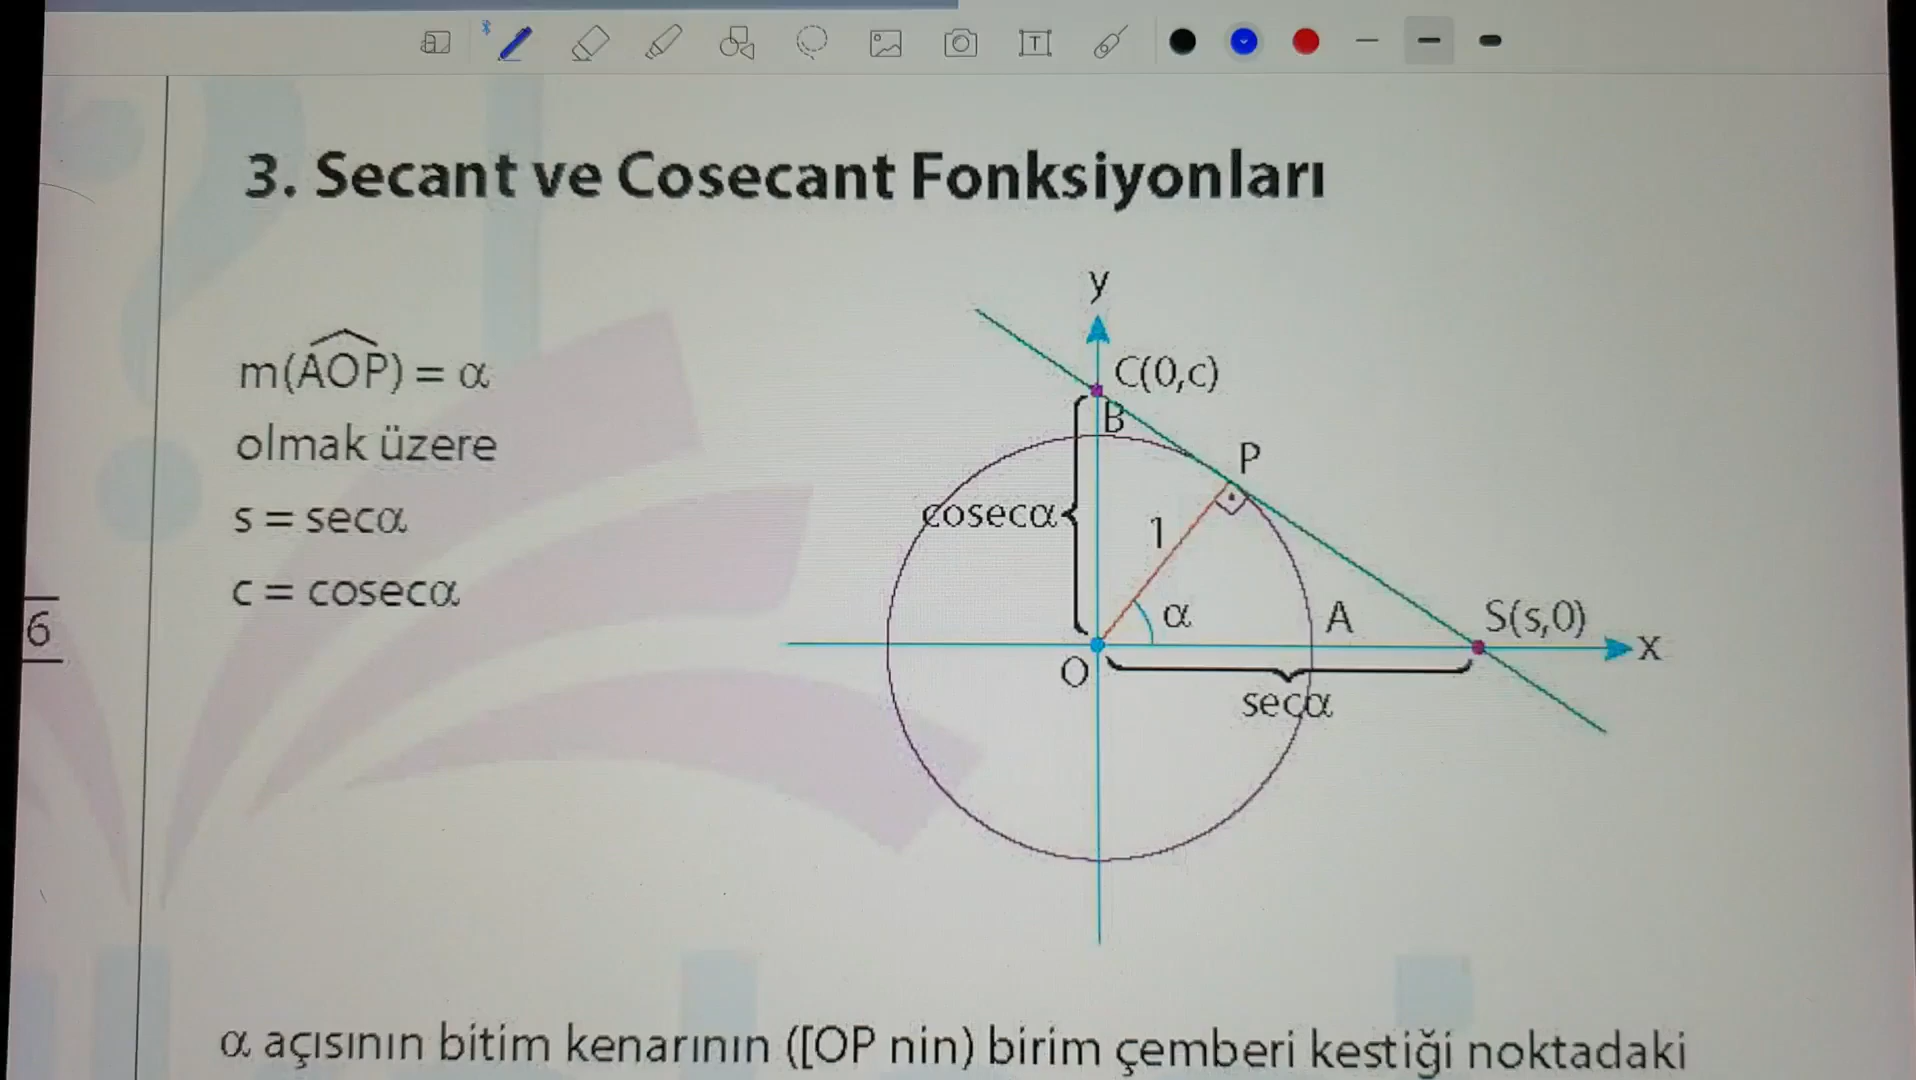 3. Secant ve Cosecant Fonksiyonları
m(AOP) = α
olmak üzere
s = secα
c = cosecα
6
y
C(0,c)
B
P
cosecα
1
α
A
S(s,0)
x
O
secα
α açısının bitim kenarının ([OP nin) birim çemberi kestiği noktadaki